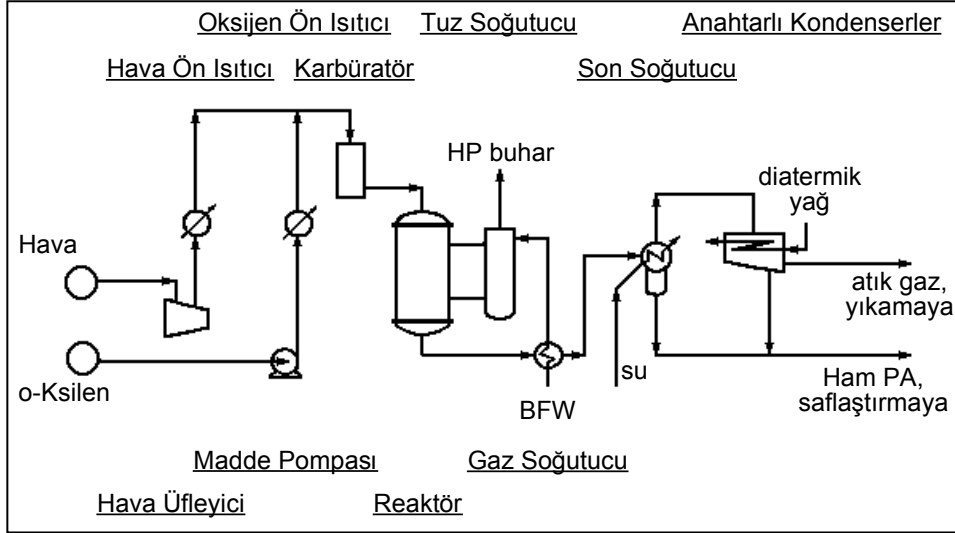 Oksijen Ön Isıtıcı
Tuz Soğutucu
Anahtarlı Kondenserler
Hava Ön Isıtıcı
Karbüratör
Son Soğutucu
HP buhar
diatermik
yağ
Hava
atık gaz,
yıkamaya
o-Ksilen
su
BFW
Ham PA,
saflaştırmaya
Madde Pompası
Gaz Soğutucu
Hava Üfleyici
Reaktör